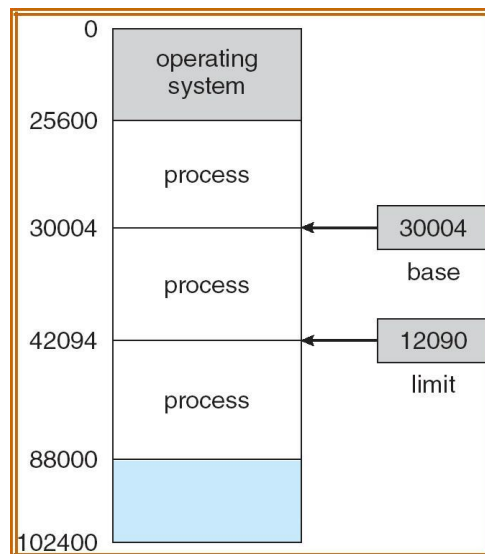 0
operating
system
25600
process
30004
30004
base
process
42094
12090
limit
process
88000
102400